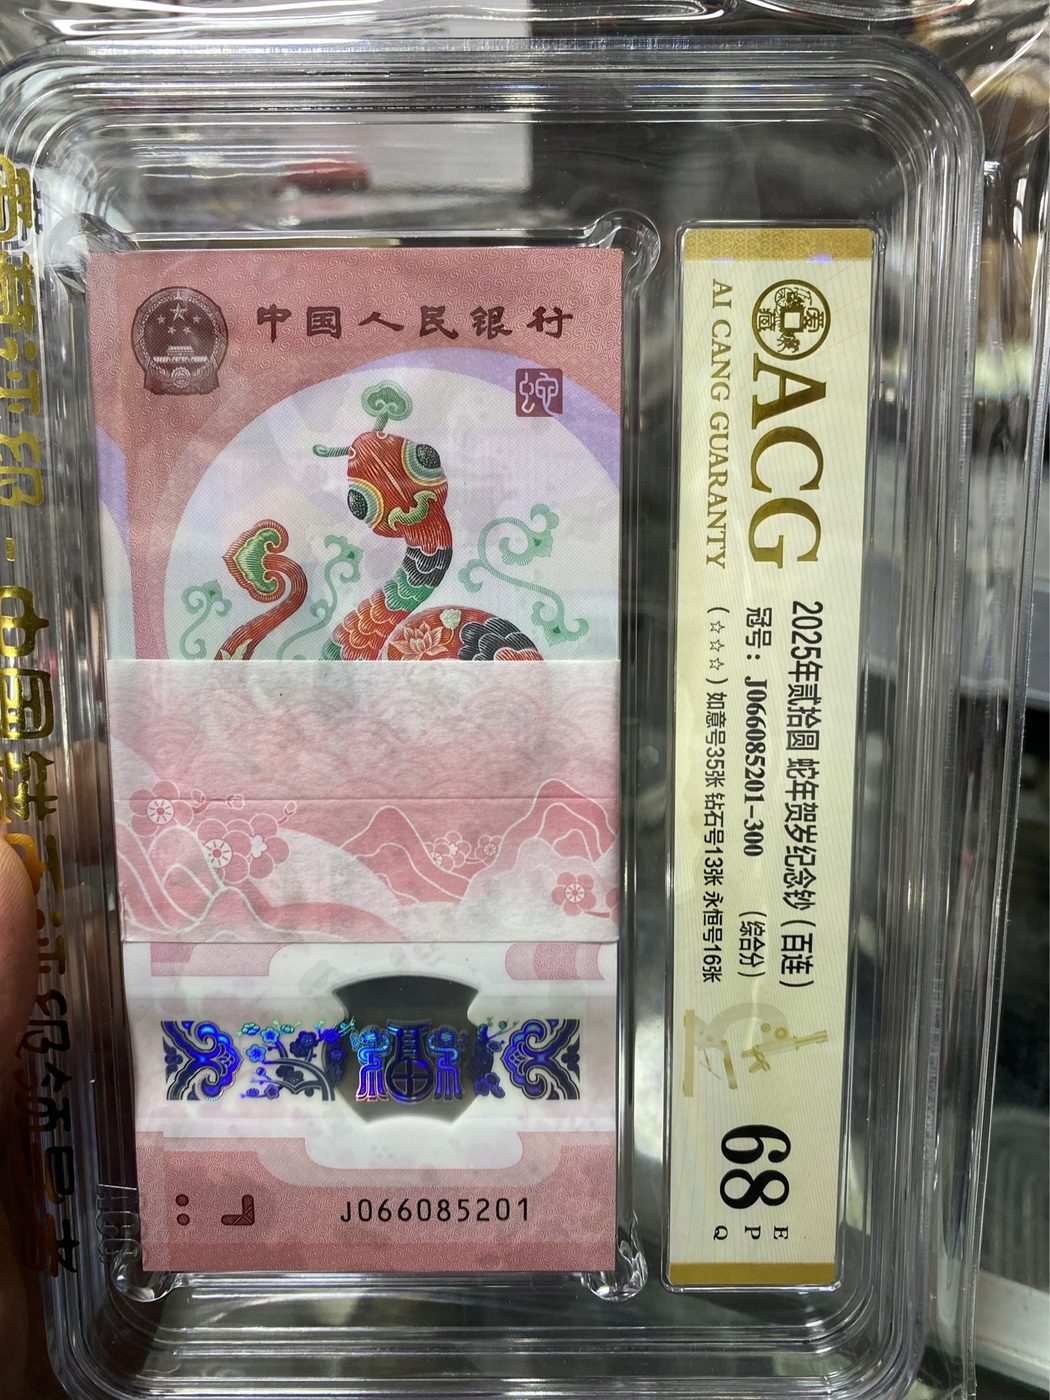 中国人民银行
J066085201
ACG
AI CANG GUARANTY
2025年贰拾圆 蛇年贺岁纪念钞（百连）
冠号：J066085201-300 （综合分）
（☆☆☆）如意号35张 钻石号13张 永恒号16张
68
E
P
Q